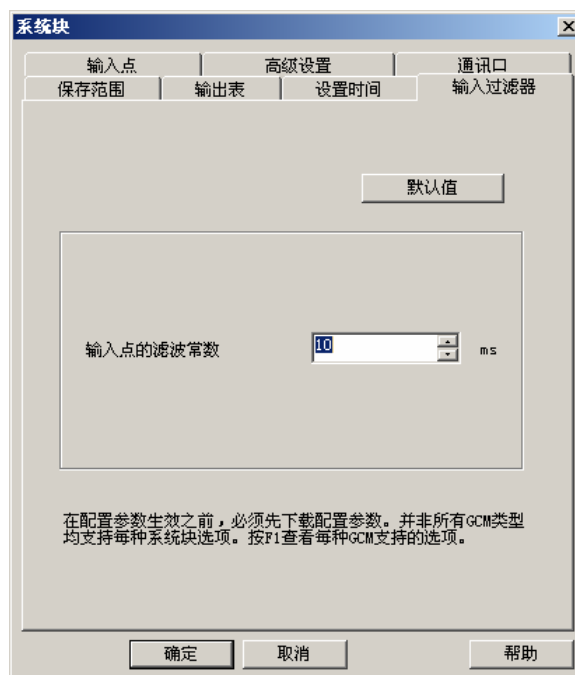 系统块
输入点 高级设置 通讯口
保存范围 输出表 设置时间 输入过滤器
默认值
输入点的滤波常数 10 ms
在配置参数生效之前，必须先下载配置参数。并非所有GCM类型
均支持每种系统块选项。按F1查看每种GCM支持的选项。
确定 取消 帮助